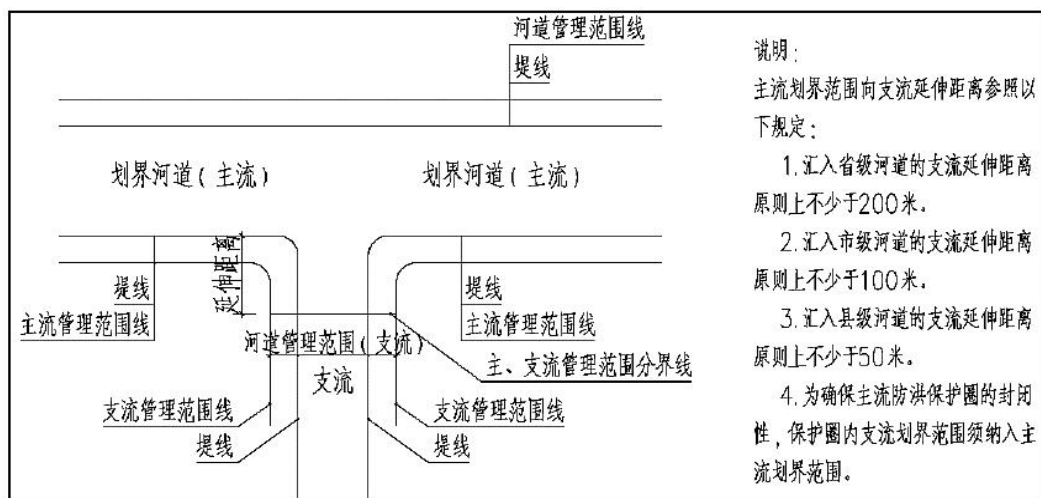 河道管理范围线
堤线
划界河道(主流)
划界河道(主流)
延伸距离
堤线
主流管理范围线
堤线
主流管理范围线
河道管理范围(支流)
主、支流管理范围分界线
支流
支流管理范围线
堤线
支流管理范围线
堤线
说明:
主流划界范围向支流延伸距离参照以
下规定:
1.汇入省级河道的支流延伸距离
原则上不少于200米。
2.汇入市级河道的支流延伸距离
原则上不少于100米。
3.汇入县级河道的支流延伸距离
原则上不少于50米。
4.为确保主流防洪保护圈的封闭
性,保护圈内支流划界范围须纳入主
流划界范围。